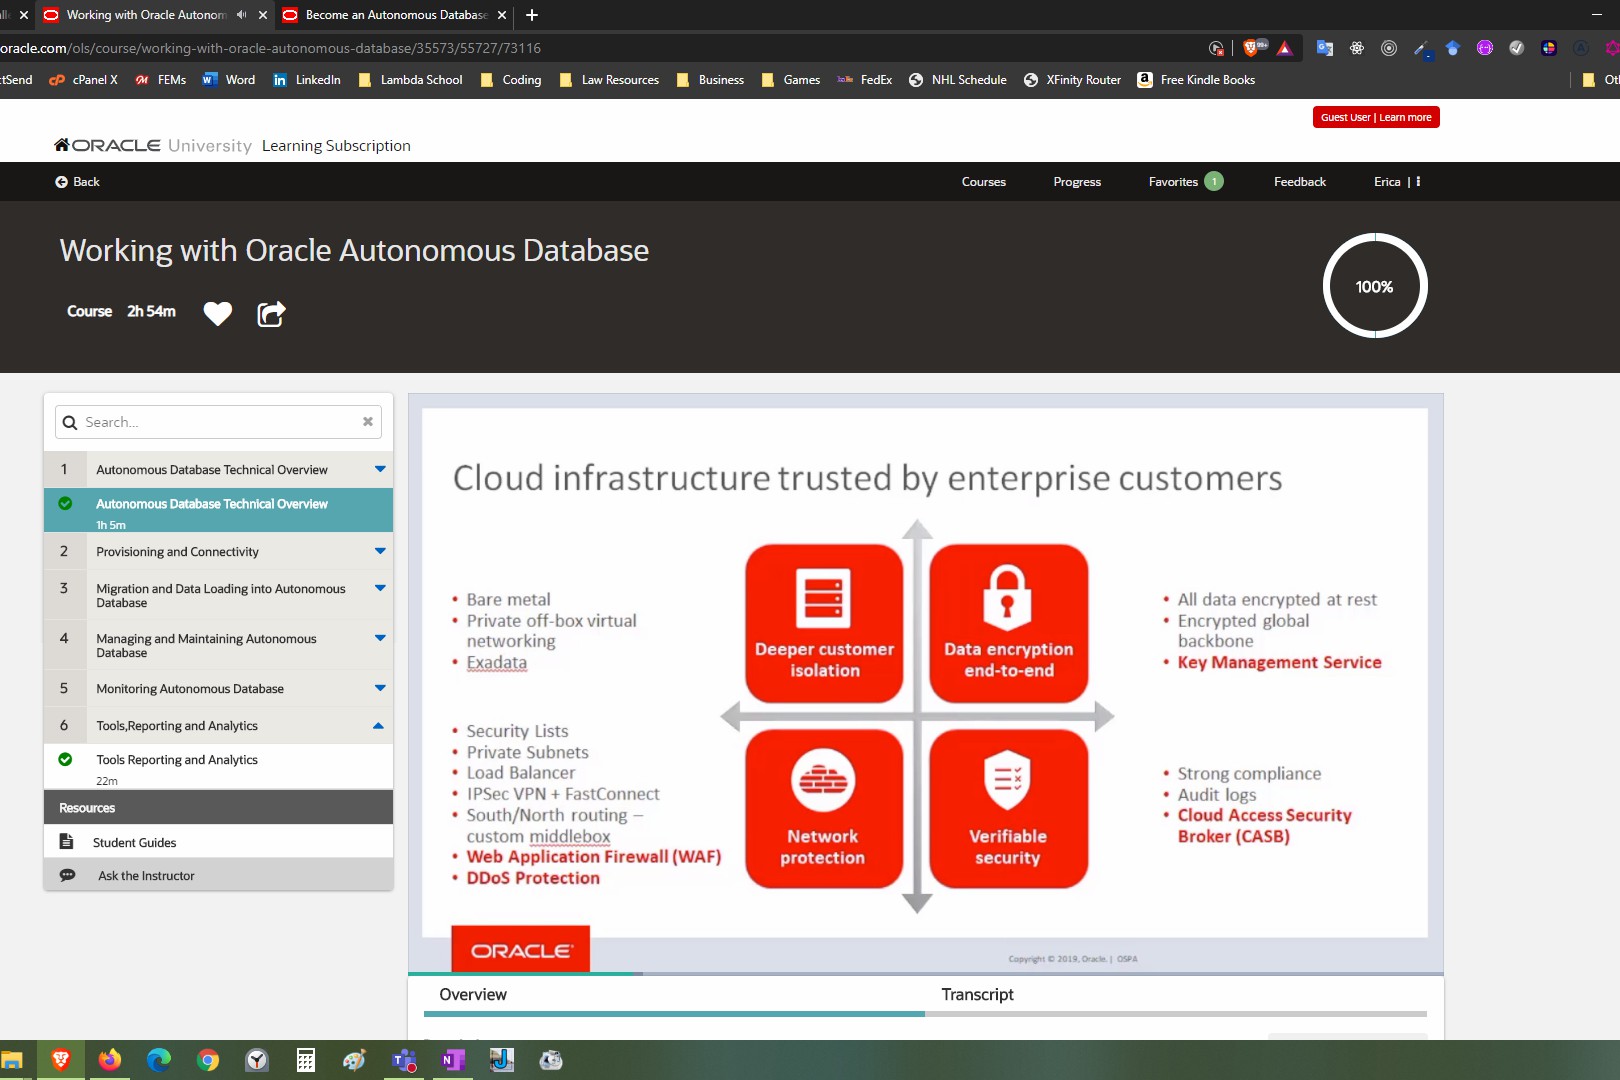 Working with Oracle Autonom
Become an Autonomous Database
oracle.com/ols/course/working-with-oracle-autonomous-database/35573/55727/73116
99+
ctSend
cPanel X
FEMs
Word
LinkedIn
Lambda School
Coding
Law Resources
Business
Games
FedEx
NHL Schedule
XFinity Router
Free Kindle Books
Guest User | Learn more
ORACLE University Learning Subscription
Back
Courses
Progress
Favorites 1
Feedback
Erica |
Working with Oracle Autonomous Database
100%
Course 2h 54m
Search...
1 Autonomous Database Technical Overview
Autonomous Database Technical Overview
1h 5m
2 Provisioning and Connectivity
3 Migration and Data Loading into Autonomous
Database
4 Managing and Maintaining Autonomous
Database
5 Monitoring Autonomous Database
6 Tools,Reporting and Analytics
Tools Reporting and Analytics
22m
Resources
Student Guides
Ask the Instructor
Cloud infrastructure trusted by enterprise customers
• Bare metal
• Private off-box virtual
networking
• Exadata
Deeper customer
isolation
Data encryption
end-to-end
• All data encrypted at rest
• Encrypted global
backbone
• Key Management Service
• Security Lists
• Private Subnets
• Load Balancer
• IPSec VPN + FastConnect
• South/North routing –
custom middlebox
• Web Application Firewall (WAF)
• DDoS Protection
Network
protection
Verifiable
security
• Strong compliance
• Audit logs
• Cloud Access Security
Broker (CASB)
ORACLE
Copyright © 2019, Oracle. | OSPA
Overview
Transcript